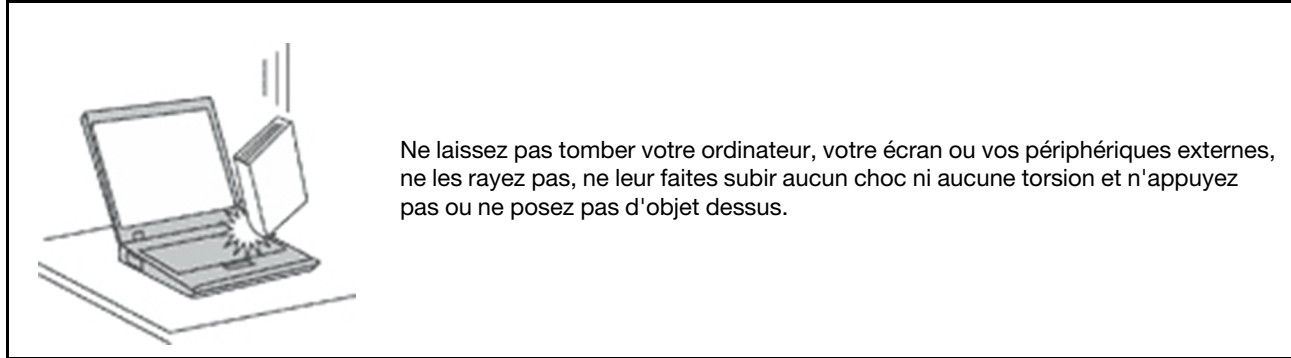 Ne laissez pas tomber votre ordinateur, votre écran ou vos périphériques externes,
ne les rayez pas, ne leur faites subir aucun choc ni aucune torsion et n'appuyez
pas ou ne posez pas d'objet dessus.